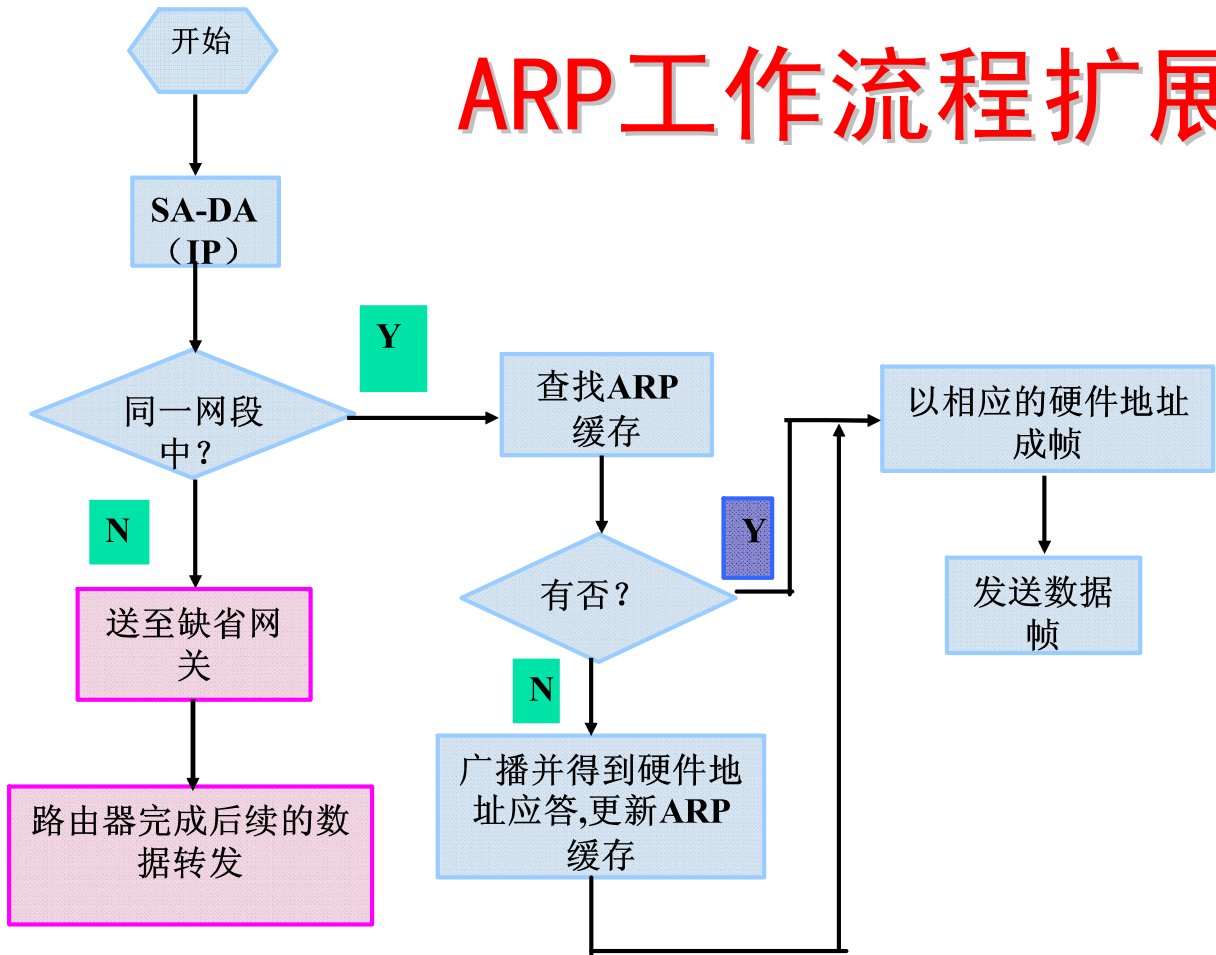 开始
ARP工作流程扩展
SA-DA
（IP）
Y
同一网段
中？
查找ARP
缓存
以相应的硬件地址
成帧
N
Y
有否？
发送数据
帧
送至缺省网
关
N
广播并得到硬件地
址应答,更新ARP
缓存
路由器完成后续的数
据转发